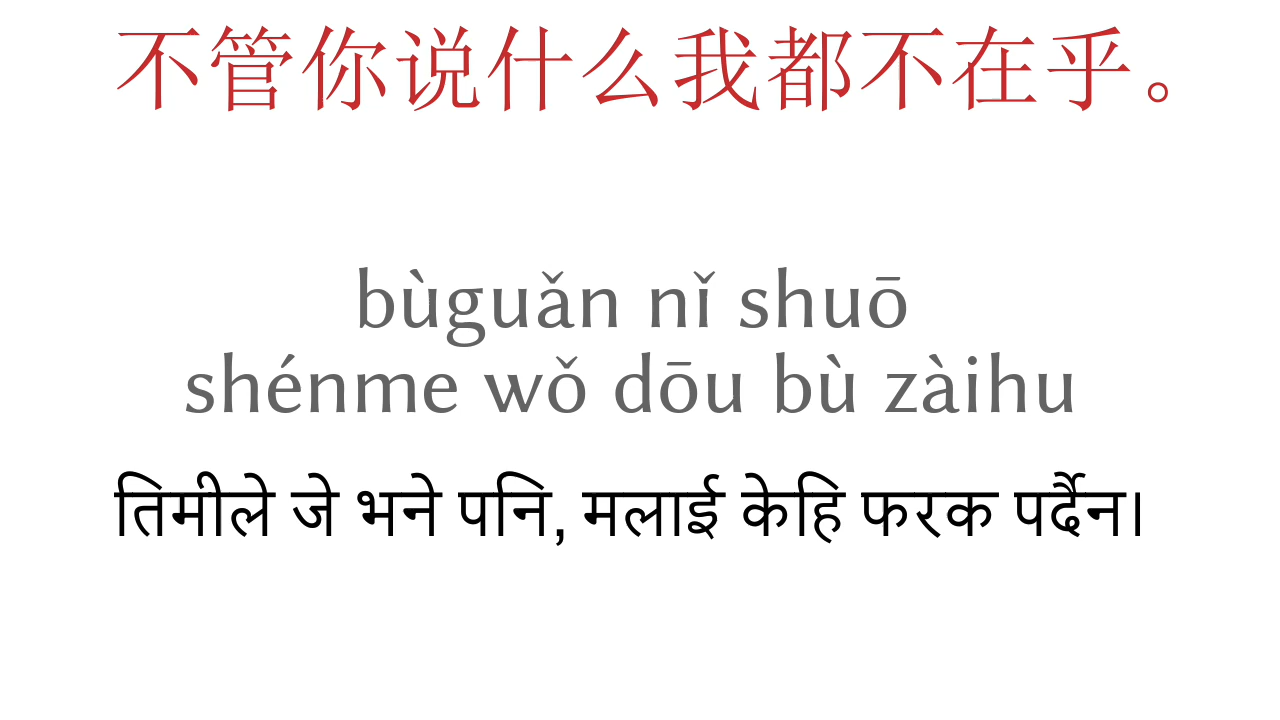 不管你说什么我都不在乎。
bùguǎn nǐ shuō
shénme wǒ dōu bù zàihu
तिमीले जे भने पनि, मलाई केहि फरक पर्दैन।